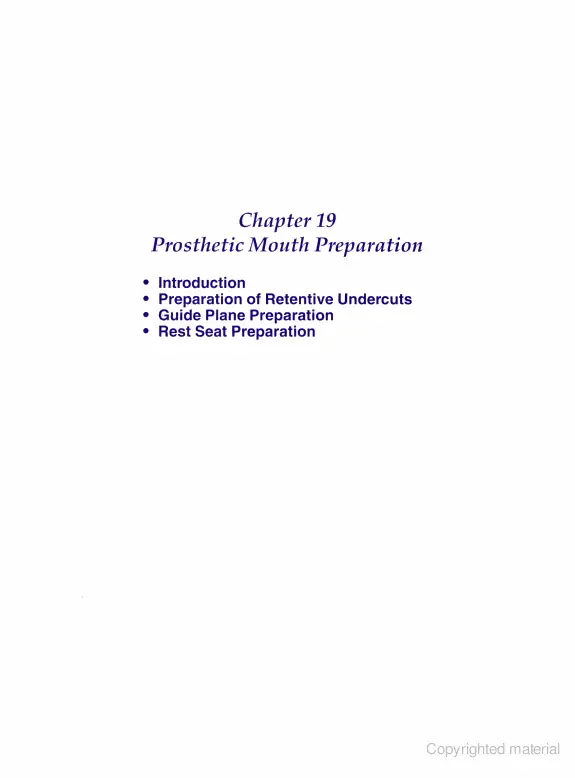 Chapter 19
Prosthetic Mouth Preparation
• Introduction
• Preparation of Retentive Undercuts
• Guide Plane Preparation
• Rest Seat Preparation
Copyrighted material